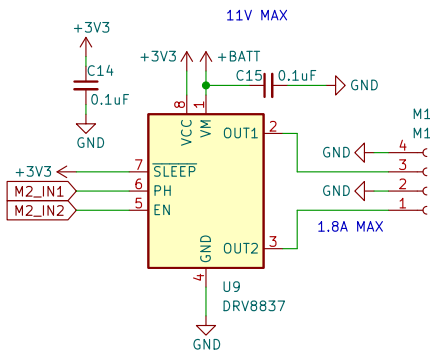 11V MAX
+3V3
+3V3
+BATT
C14
0.1uF
C15
0.1uF
GND
GND
8
1
VCC
VM
OUT1
2
M1
M1
GND
4
3
+3V3
7
SLEEP
M2_IN1
6
PH
GND
2
M2_IN2
5
EN
1
1.8A MAX
GND
OUT2
3
4
U9
DRV8837
GND